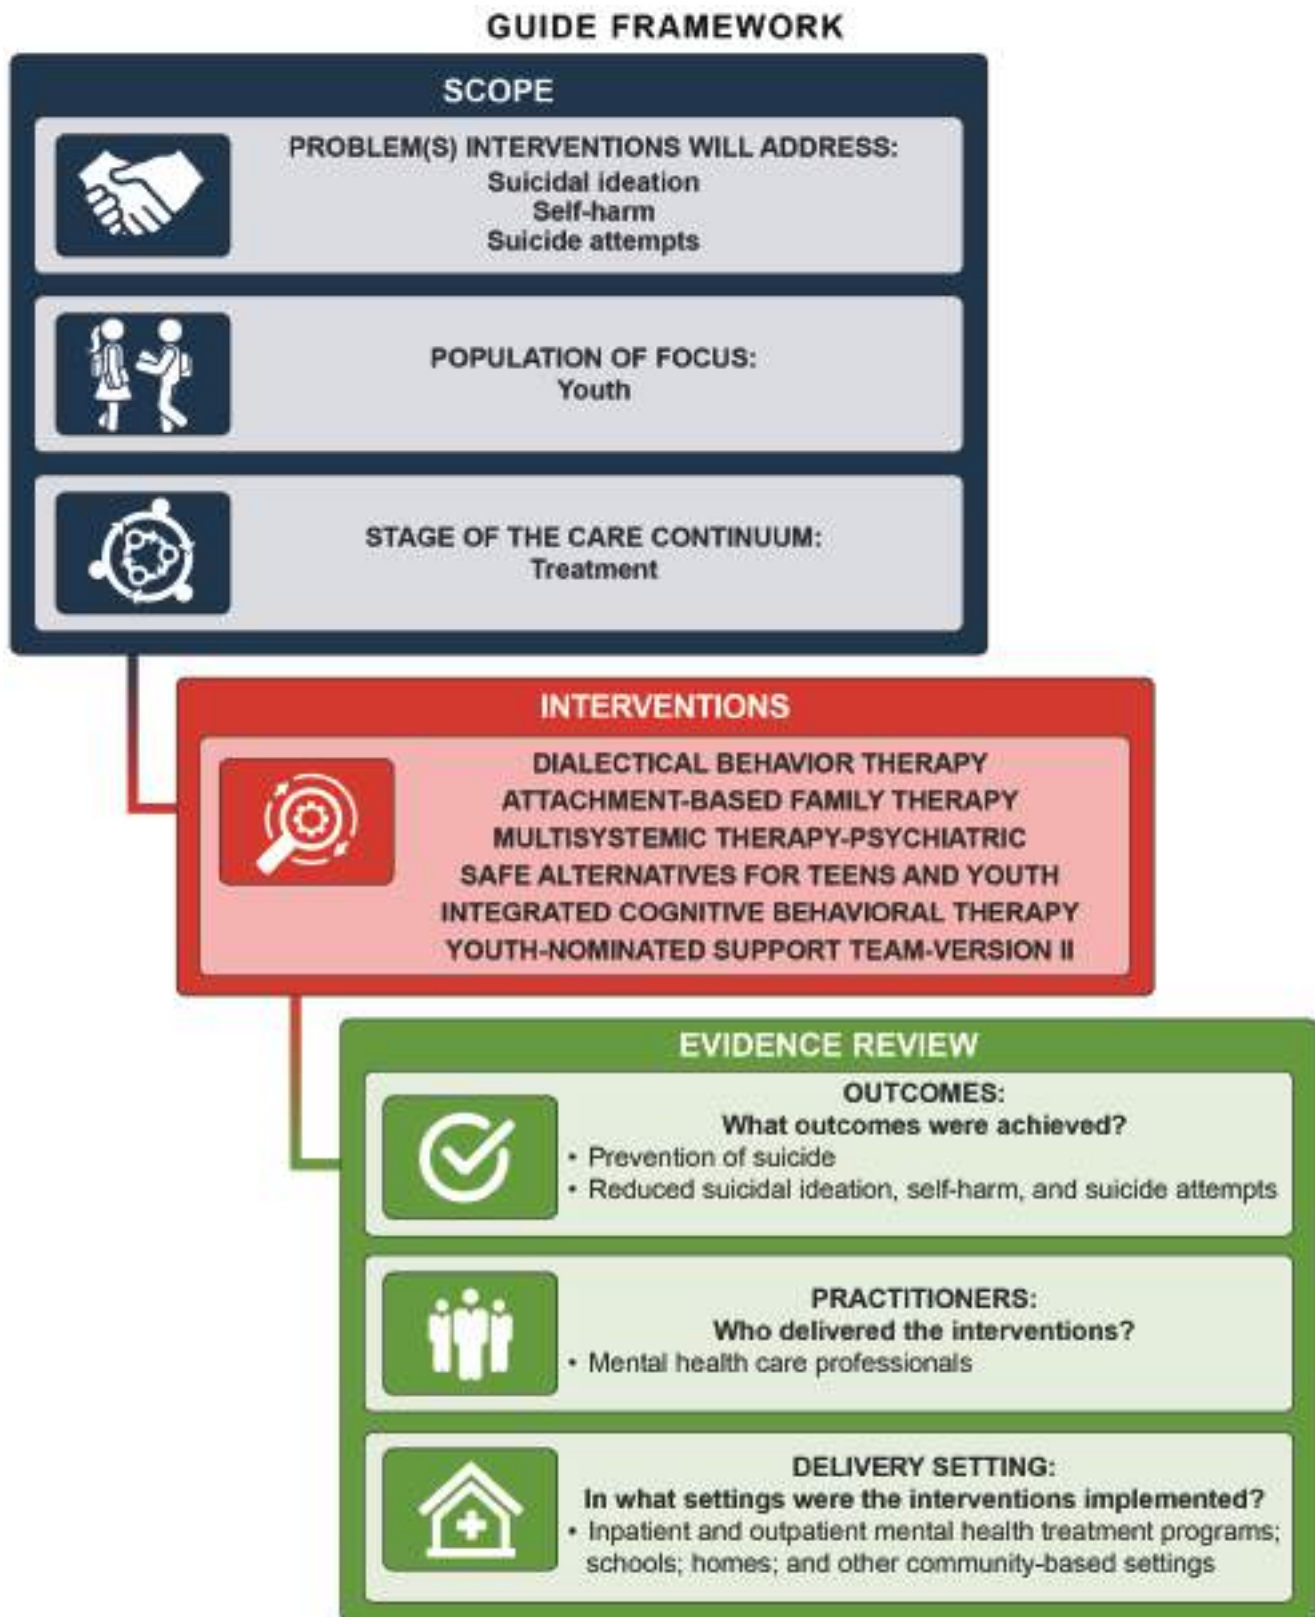 GUIDE FRAMEWORK
SCOPE
PROBLEM(S) INTERVENTIONS WILL ADDRESS:
Suicidal ideation
Self-harm
Suicide attempts
POPULATION OF FOCUS:
Youth
STAGE OF THE CARE CONTINUUM:
Treatment
INTERVENTIONS
DIALECTICAL BEHAVIOR THERAPY
ATTACHMENT-BASED FAMILY THERAPY
MULTISYSTEMIC THERAPY-PSYCHIATRIC
SAFE ALTERNATIVES FOR TEENS AND YOUTH
INTEGRATED COGNITIVE BEHAVIORAL THERAPY
YOUTH-NOMINATED SUPPORT TEAM-VERSION II
EVIDENCE REVIEW
OUTCOMES:
What outcomes were achieved?
• Prevention of suicide
• Reduced suicidal ideation, self-harm, and suicide attempts
PRACTITIONERS:
Who delivered the interventions?
• Mental health care professionals
DELIVERY SETTING:
In what settings were the interventions implemented?
• Inpatient and outpatient mental health treatment programs;
schools; homes; and other community-based settings